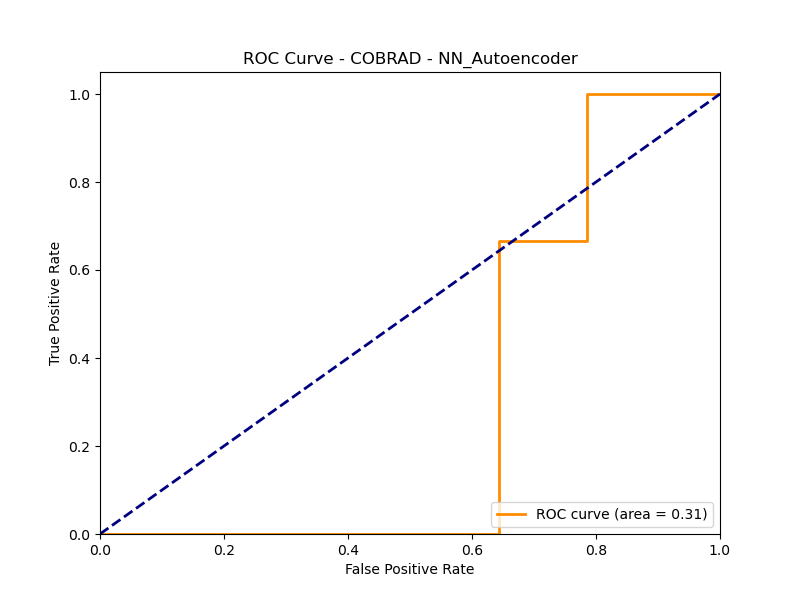 ROC Curve - COBRAD - NN_Autoencoder
True Positive Rate
1.0
0.8
0.6
0.4
0.2
0.0
ROC curve (area = 0.31)
0.0 0.2 0.4 0.6 0.8 1.0
False Positive Rate